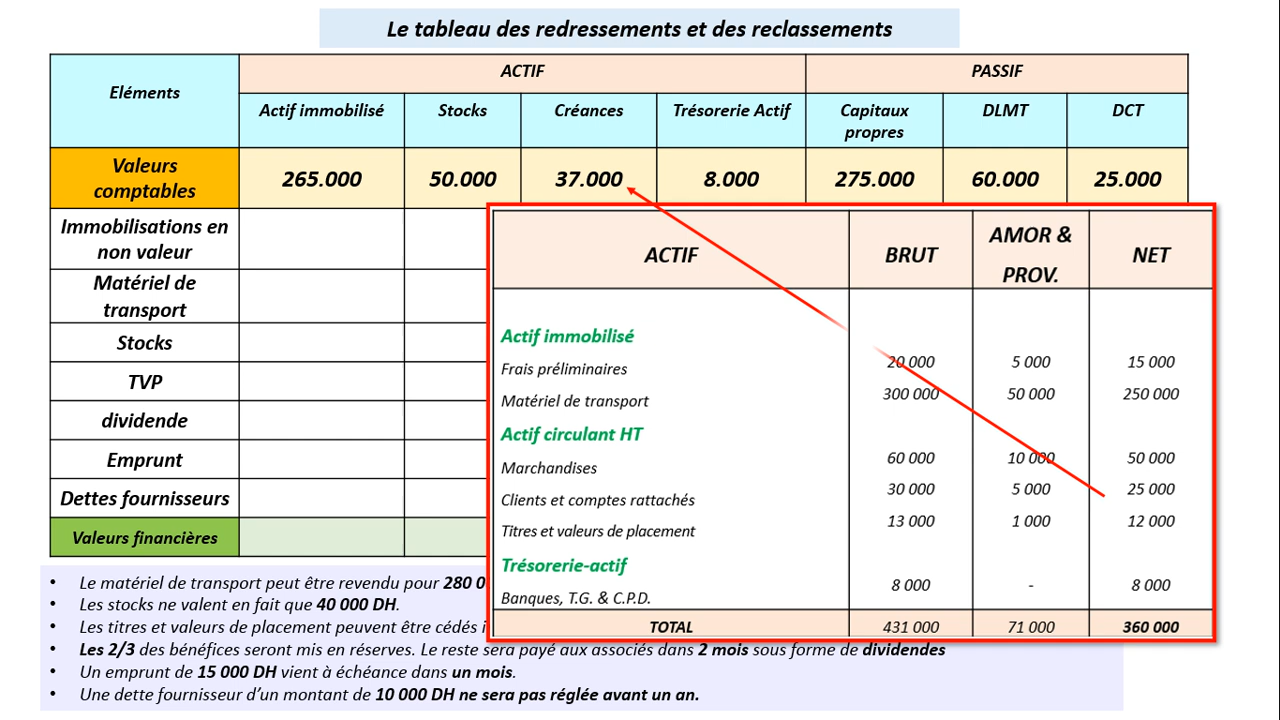 Le tableau des redressements et des reclassements
Eléments
ACTIF
PASSIF
Actif immobilisé
Stocks
Créances
Trésorerie Actif
Capitaux
propres
DLMT
DCT
Valeurs
comptables
265.000
50.000
37.000
8.000
275.000
60.000
25.000
Immobilisations en
non valeur
Matériel de
transport
Stocks
TVP
dividende
Emprunt
Dettes fournisseurs
Valeurs financières
ACTIF
BRUT
AMOR &
PROV.
NET
Actif immobilisé
Frais préliminaires 20 000 5 000 15 000
Matériel de transport 300 000 50 000 250 000
Actif circulant HT
Marchandises 60 000 10 000 50 000
Clients et comptes rattachés 30 000 5 000 25 000
Titres et valeurs de placement 13 000 1 000 12 000
Trésorerie-actif
Banques, T.G. & C.P.D. 8 000 - 8 000
TOTAL 431 000 71 000 360 000
• Le matériel de transport peut être revendu pour 280
• Les stocks ne valent en fait que 40 000 DH.
• Les titres et valeurs de placement peuvent être cédés
• Les 2/3 des bénéfices seront mis en réserves. Le reste sera payé aux associés dans 2 mois sous forme de dividendes
• Un emprunt de 15 000 DH vient à échéance dans un mois.
• Une dette fournisseur d'un montant de 10 000 DH ne sera pas réglée avant un an.